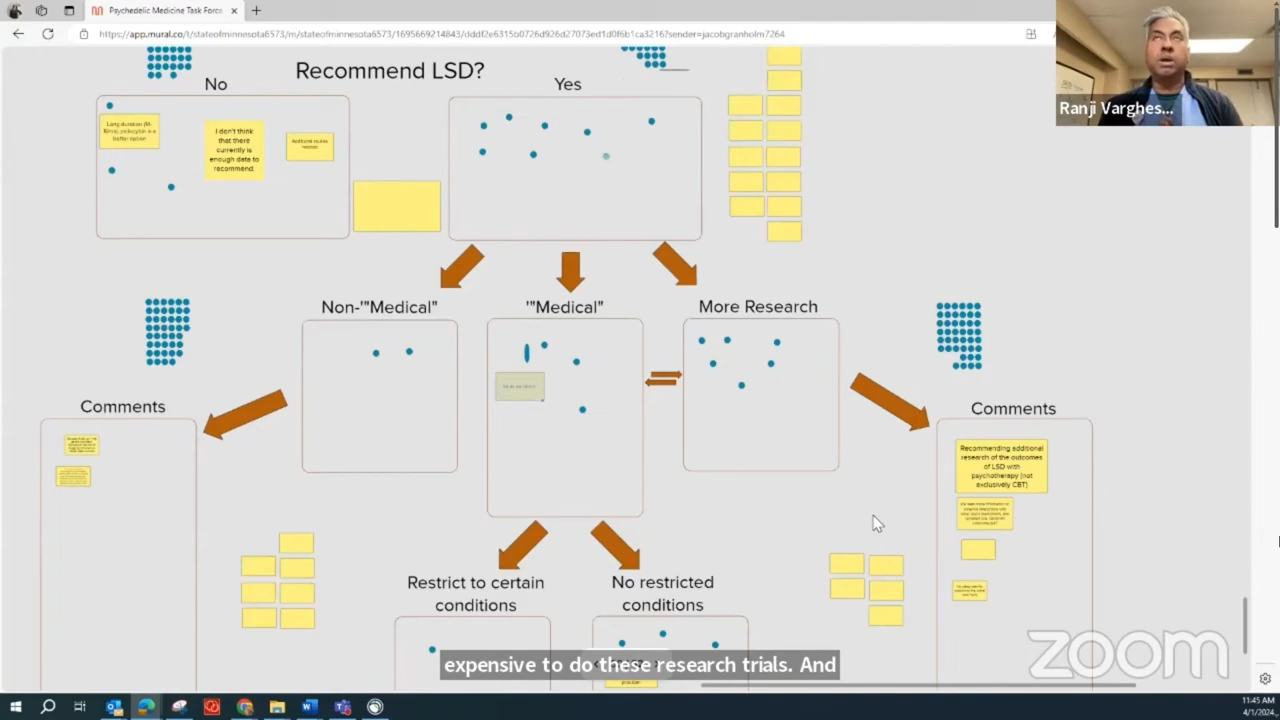 Psychedelic Medicine Task Force
https://app.mural.co/t/stateofminnesota6573/m/stateofminnesota6573/1695669214843/dddf2e6315b0726d926d27073ed1d0f6b1ca3216?sender=jacobgranholm7264
Ranji Varghes...
Recommend LSD?
No
Yes
Long duration
psilocybin is a
better option
I don't think
that there
currently is
enough data to
recommend.
Additional studies
needed
Non-'"Medical"
'"Medical"
More Research
Comments
Comments
Recommending additional
research of the outcomes
of LSD with
psychotherapy (not
exclusively CBT)
Restrict to certain
conditions
No restricted
conditions
expensive to do these research trials. And
provider
zoom
11:45 AM
4/1/2024